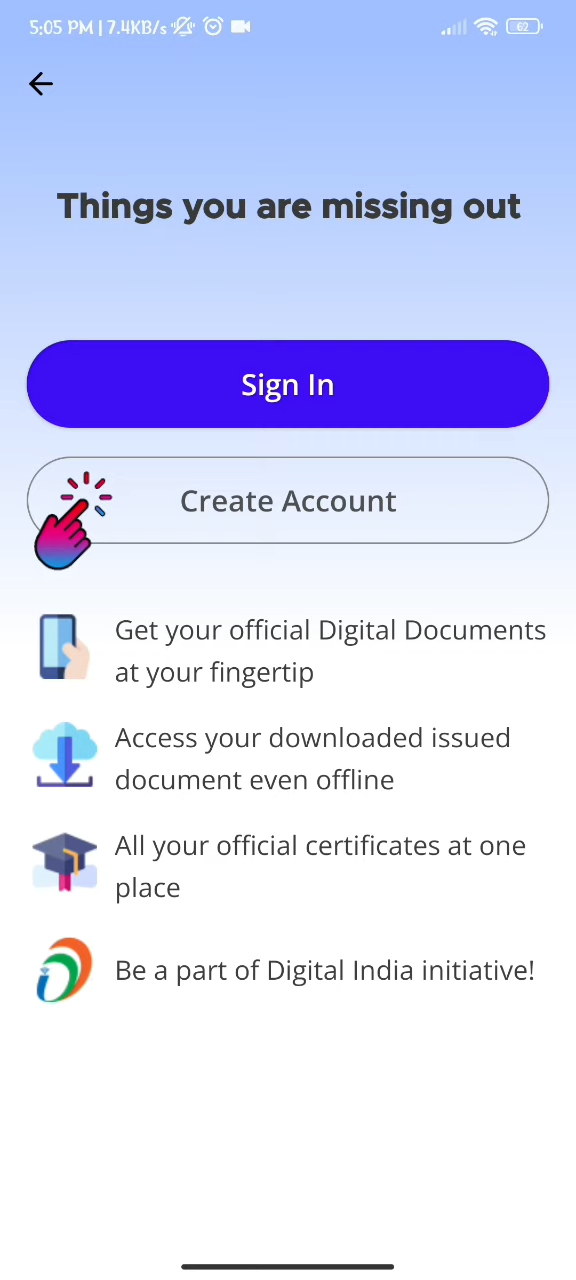 5:05 PM | 7.4KB/s
62
Things you are missing out
Sign In
Create Account
Get your official Digital Documents
at your fingertip
Access your downloaded issued
document even offline
All your official certificates at one
place
Be a part of Digital India initiative!